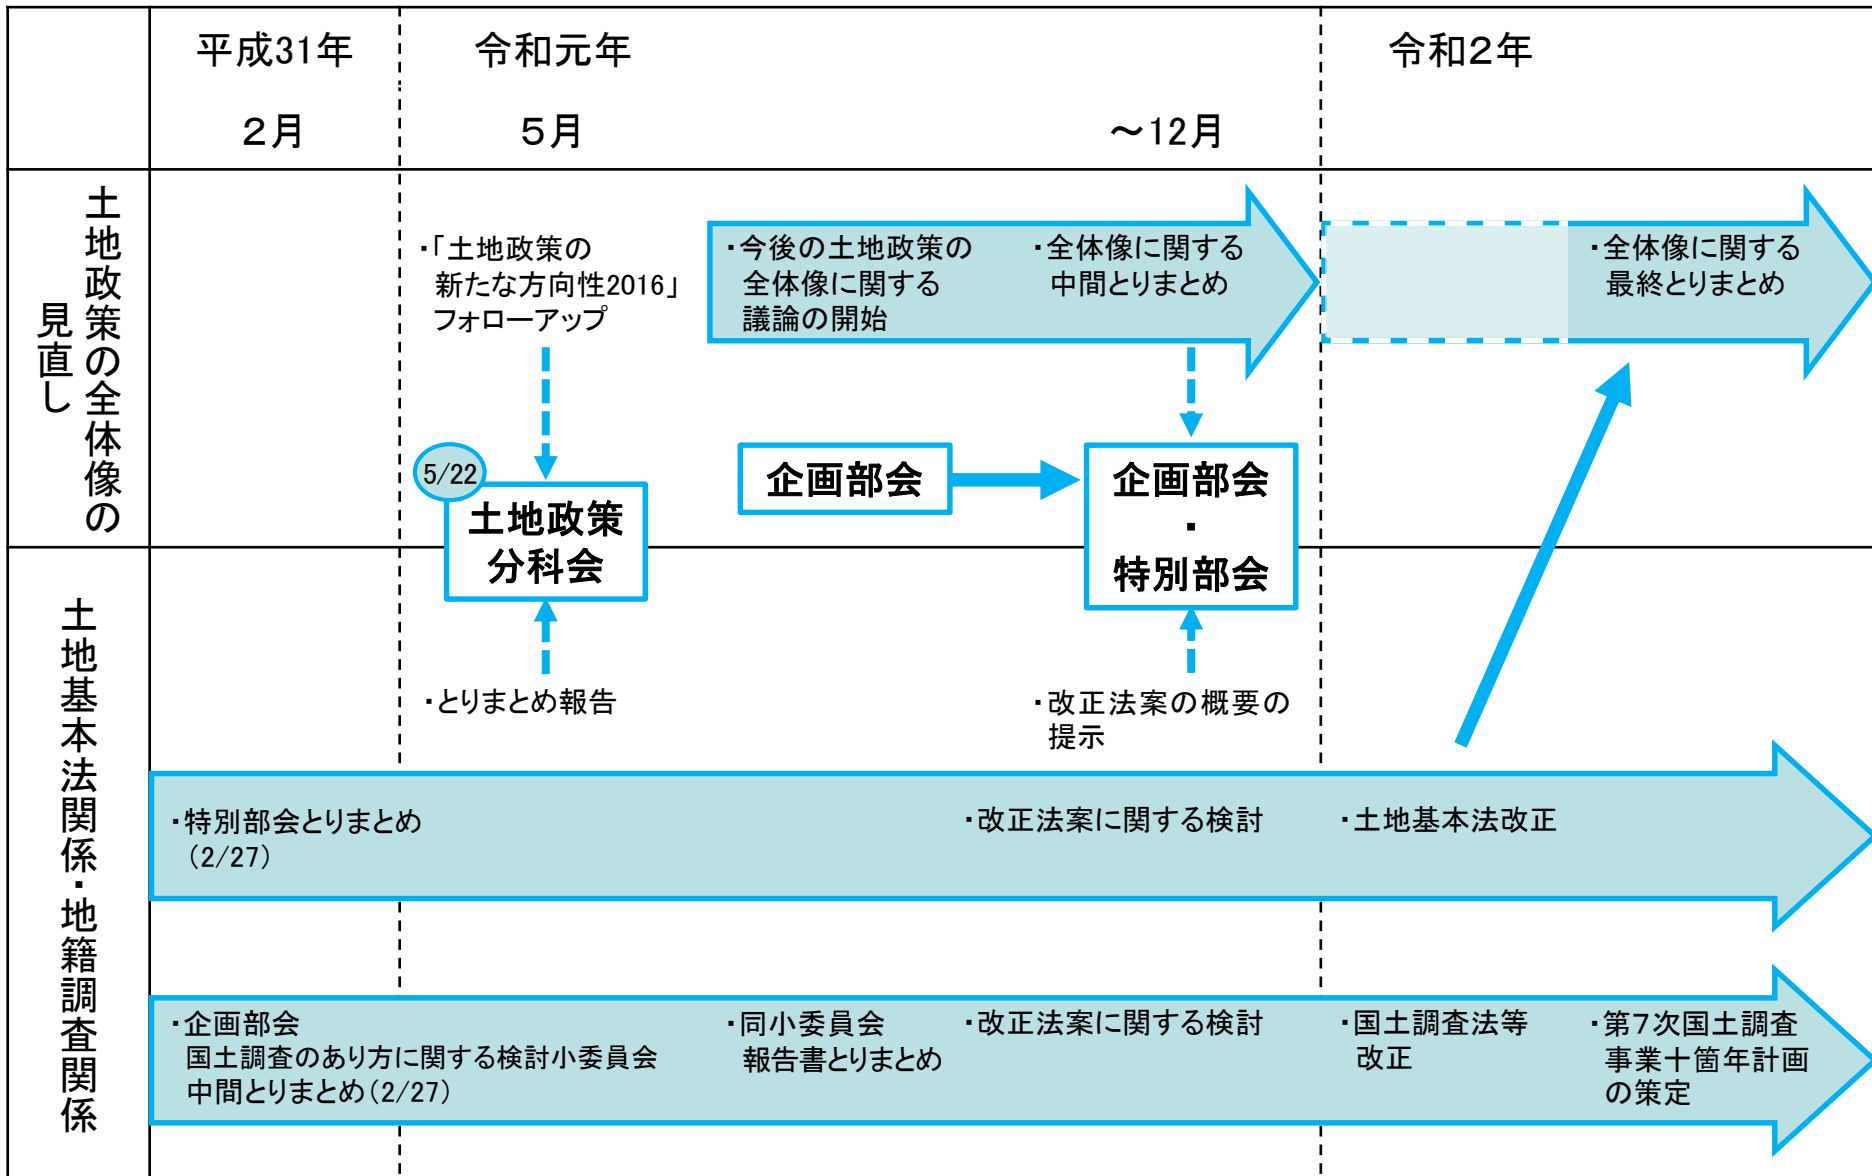 平成31年
令和元年
令和2年
2月
5月
～12月
土地政策の全体像の
見直し
・「土地政策の
新たな方向性2016」
フォローアップ
・今後の土地政策の
全体像に関する
議論の開始
・全体像に関する
中間とりまとめ
・全体像に関する
最終とりまとめ
5/22
土地政策
分科会
企画部会
企画部会
・
特別部会
土地基本法関係・地籍調査関係
・とりまとめ報告
・改正法案の概要の
提示
・特別部会とりまとめ
（2/27）
・改正法案に関する検討
・土地基本法改正
・企画部会
国土調査のあり方に関する検討小委員会
中間とりまとめ（2/27）
・同小委員会
報告書とりまとめ
・改正法案に関する検討
・国土調査法等
改正
・第7次国土調査
事業十箇年計画
の策定